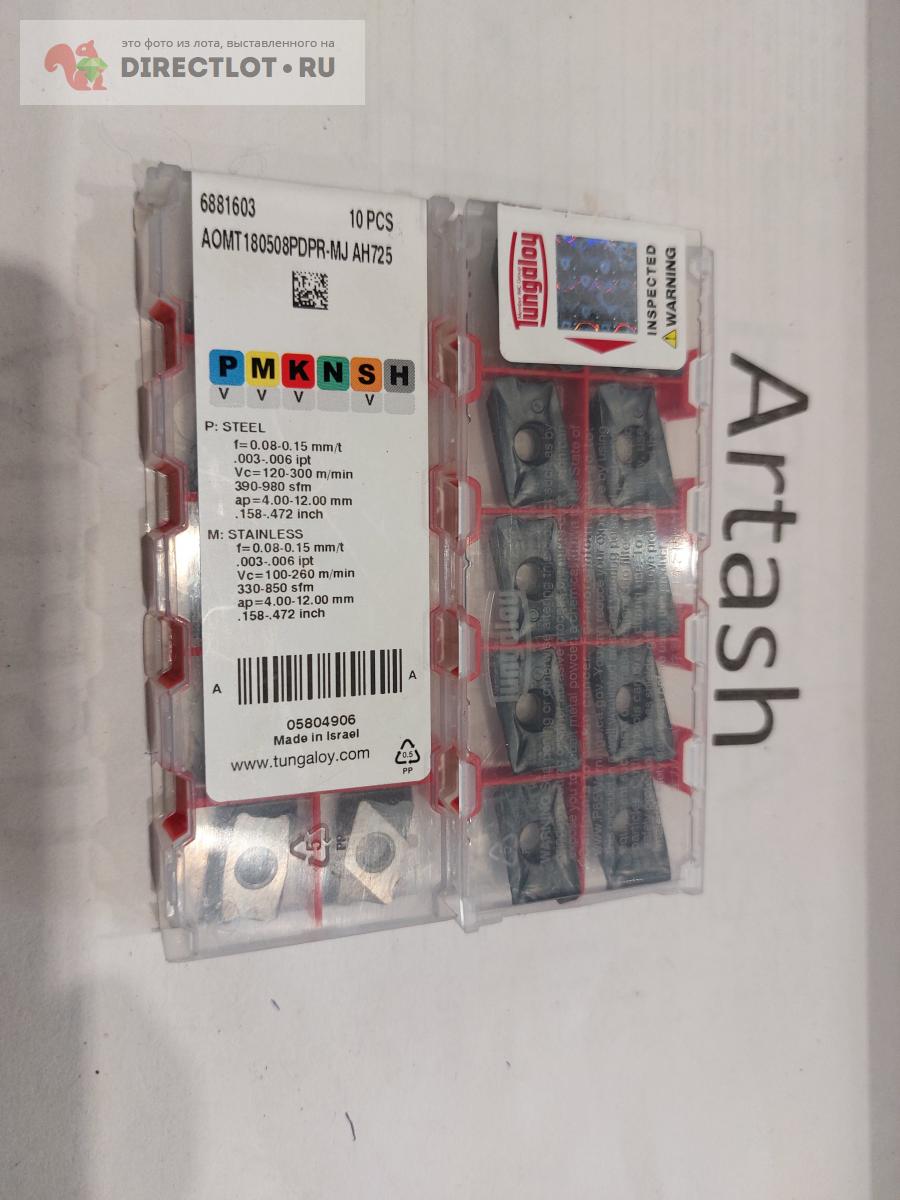 это фото из лота, выставленного на
DIRECTLOT•RU
6881603
10 PCS
AOMT180508PDPR-MJ AH725
P M K N S H
V V V V
P: STEEL
f=0.08-0.15 mm/t
.003-.006 ipt
Vc=120-300 m/min
390-980 sfm
ap=4.00-12.00 mm
.158-.472 inch
M: STAINLESS
f=0.08-0.15 mm/t
.003-.006 ipt
Vc=100-260 m/min
330-850 sfm
ap=4.00-12.00 mm
.158-.472 inch
A A
05804906
Made in Israel
www.tungaloy.com
0.5
PP
5
PP
Tungaloy
INSPECTED
WARNING
Artash